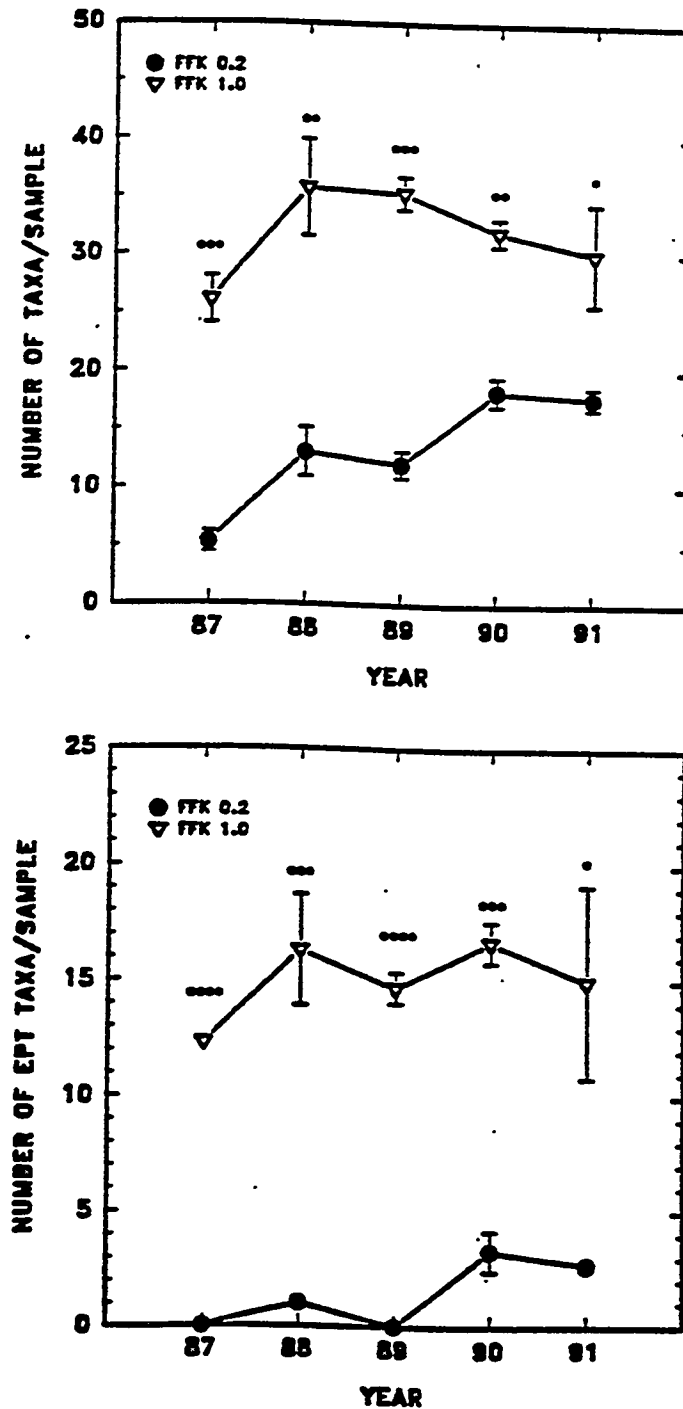 50
● FFK 0.2
▽ FFK 1.0
40
30
20
10
0
NUMBER OF TAXA/SAMPLE
•••
••
•••
••
•
87 88 89 90 91
YEAR
25
● FFK 0.2
▽ FFK 1.0
20
15
10
5
0
NUMBER OF EPT TAXA/SAMPLE
••••
•••
••••
•••
•
87 88 89 90 91
YEAR